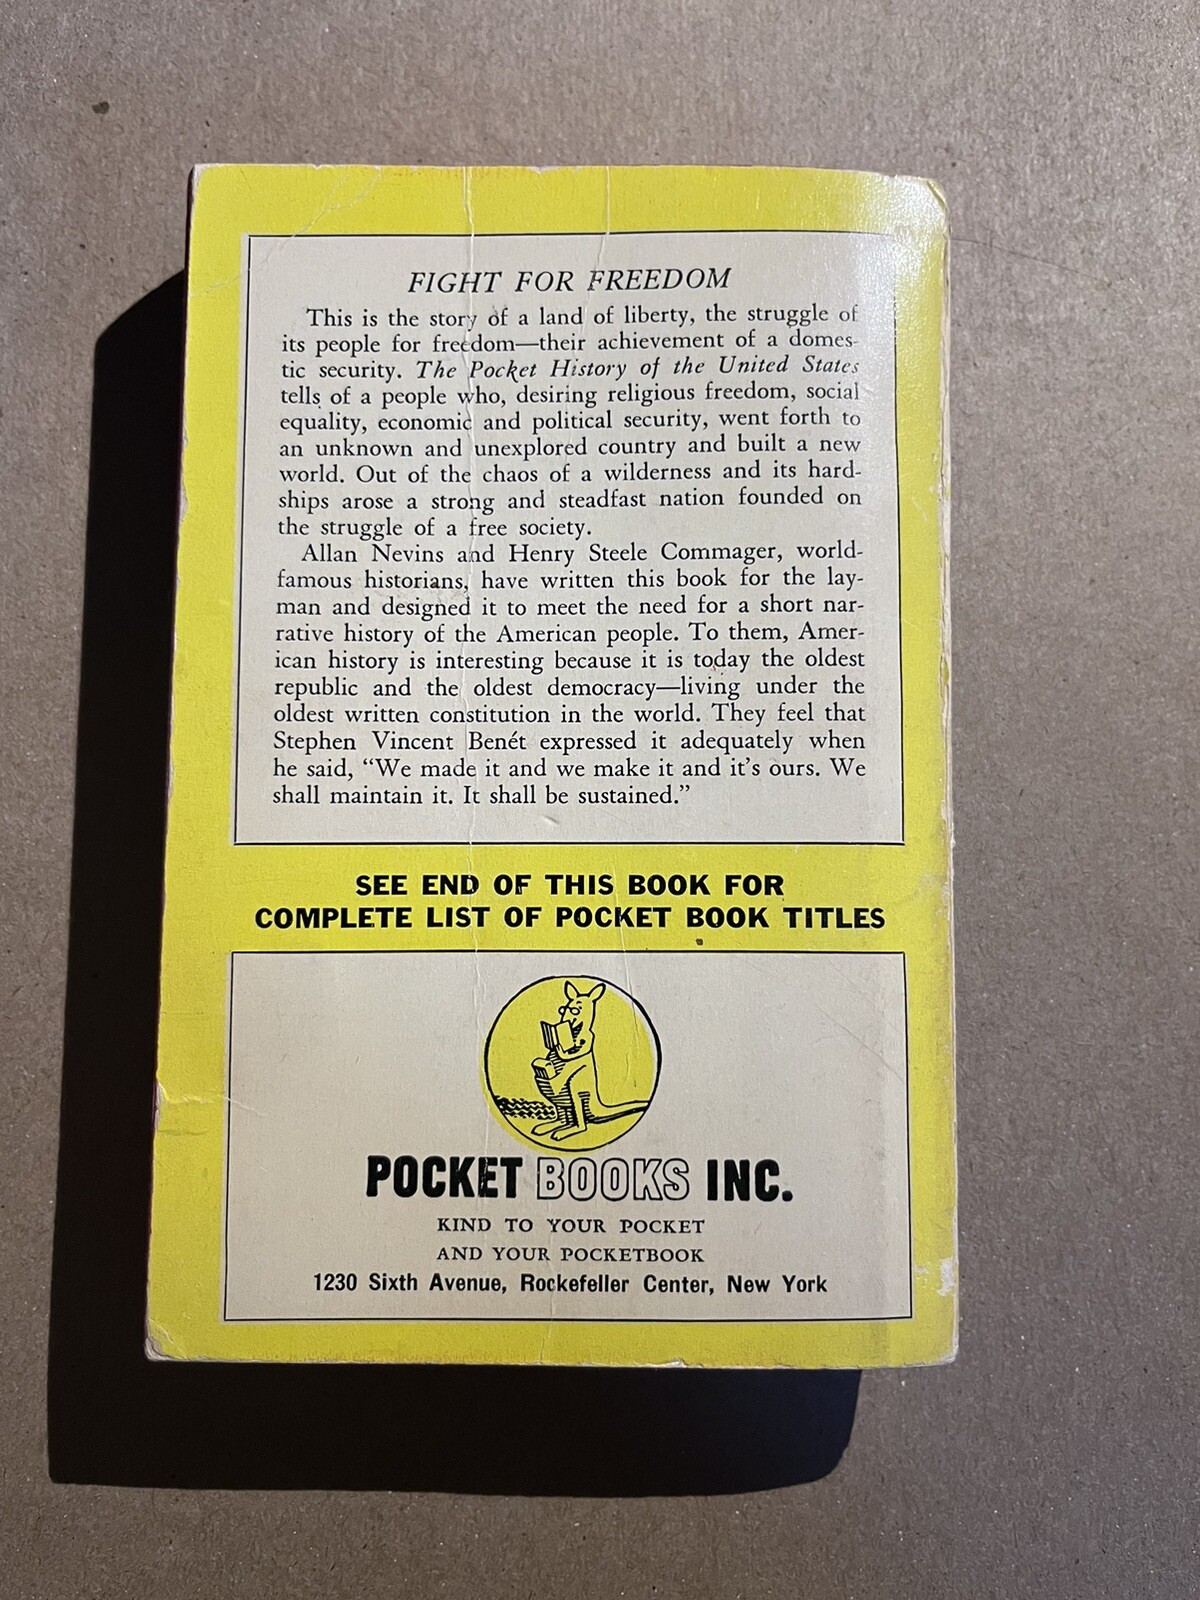 FIGHT FOR FREEDOM
This is the story of a land of liberty, the struggle of
its people for freedom—their achievement of a domes-
tic security. The Pocket History of the United States
tells of a people who, desiring religious freedom, social
equality, economic and political security, went forth to
an unknown and unexplored country and built a new
world. Out of the chaos of a wilderness and its hard-
ships arose a strong and steadfast nation founded on
the struggle of a free society.
Allan Nevins and Henry Steele Commager, world-
famous historians, have written this book for the lay-
man and designed it to meet the need for a short nar-
rative history of the American people. To them, Amer-
ican history is interesting because it is today the oldest
republic and the oldest democracy—living under the
oldest written constitution in the world. They feel that
Stephen Vincent Benét expressed it adequately when
he said, “We made it and we make it and it’s ours. We
shall maintain it. It shall be sustained.”
SEE END OF THIS BOOK FOR
COMPLETE LIST OF POCKET BOOK TITLES
POCKET BOOKS INC.
KIND TO YOUR POCKET
AND YOUR POCKETBOOK
1230 Sixth Avenue, Rockefeller Center, New York